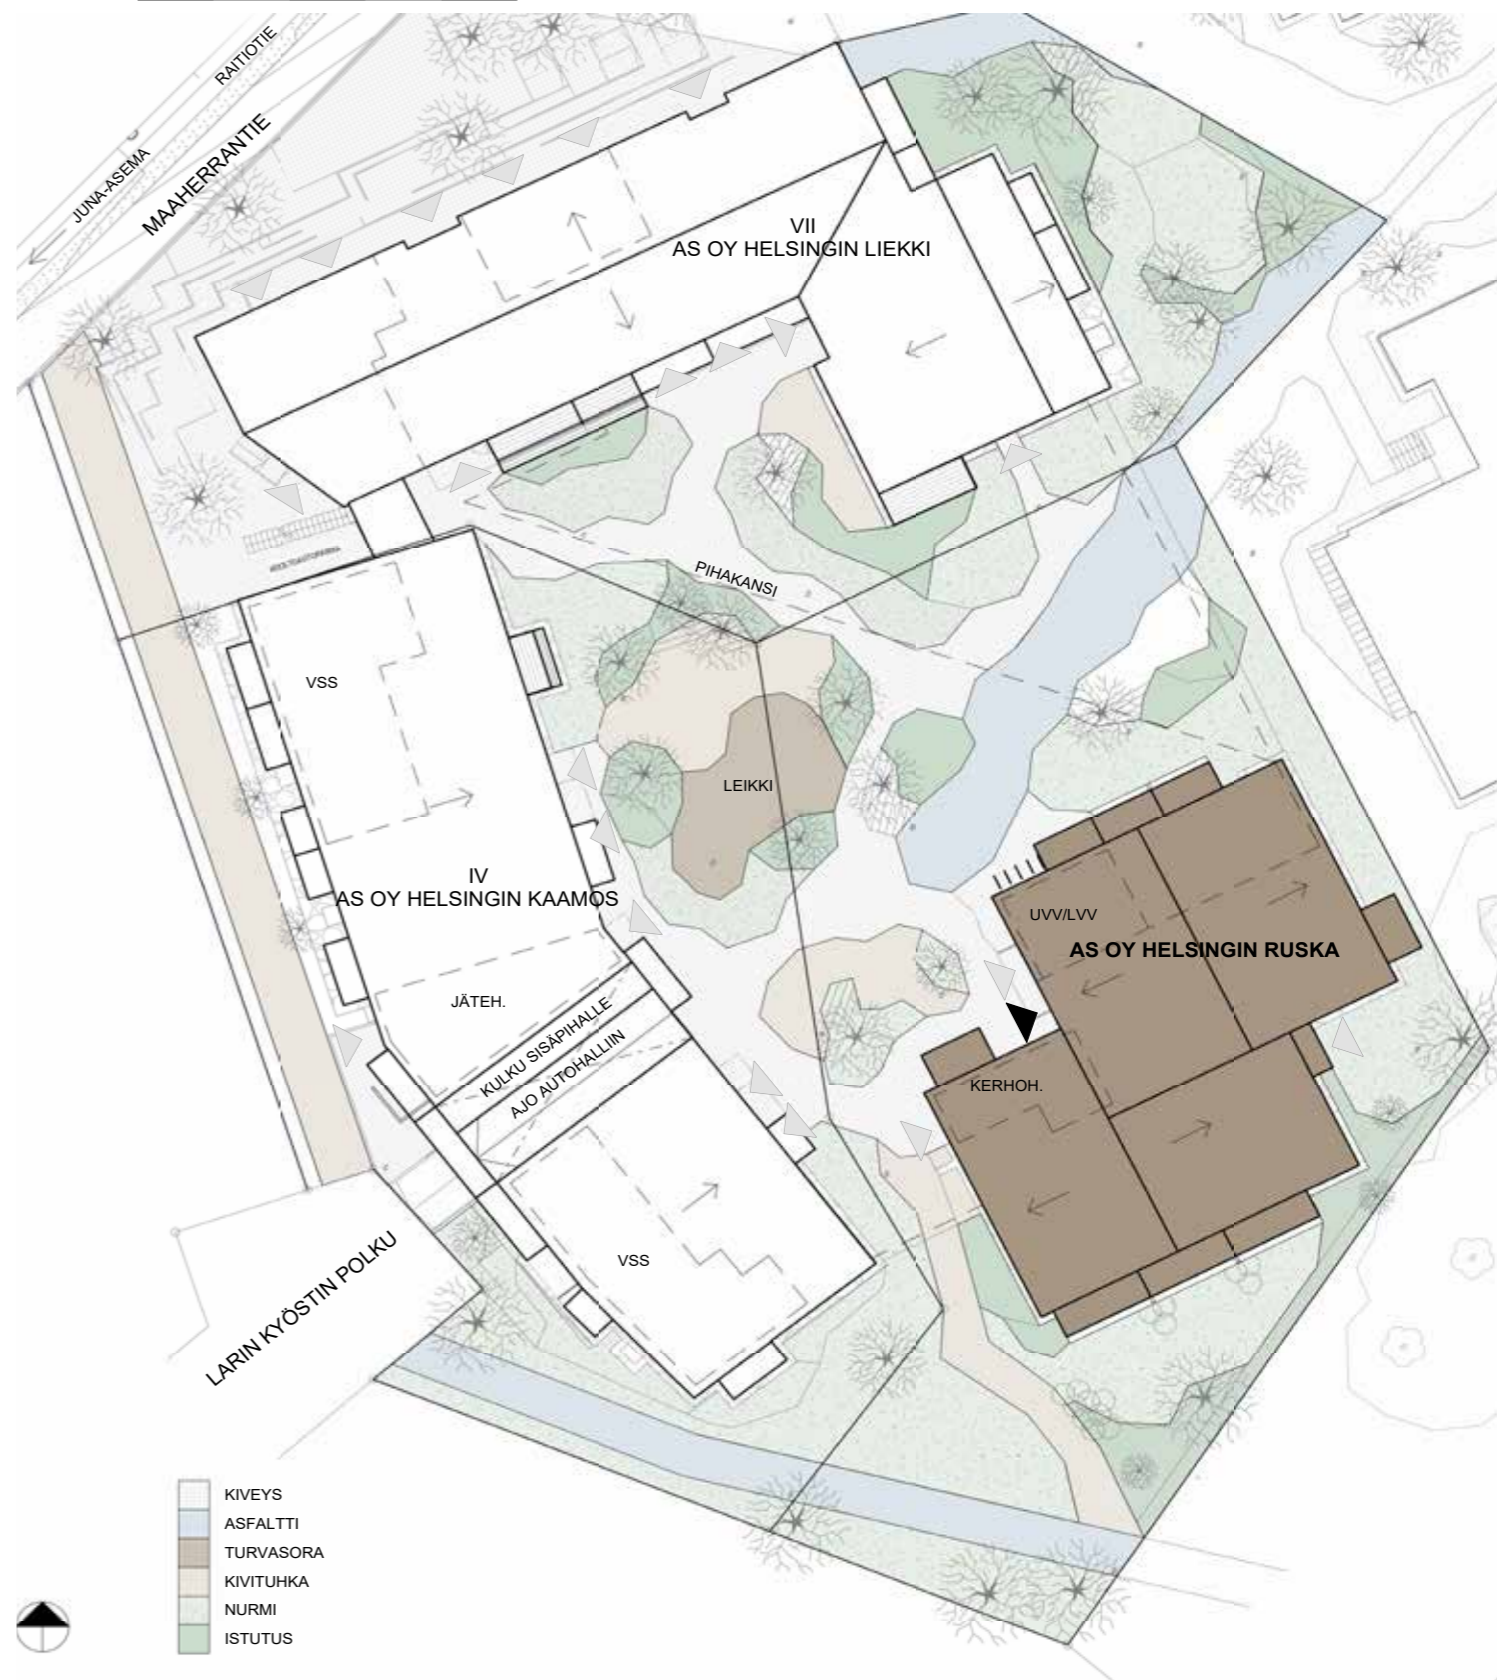 RAITIOTIE
JUNA-ASEMA
MAAHERRANTIE
VII
AS OY HELSINGIN LIEKKI
PIHAKANSI
VSS
LEIKKI
IV
AS OY HELSINGIN KAAMOS
UVV/LVV
AS OY HELSINGIN RUSKA
JÄTEH.
KULKU SISÄPIHALLE
AJO AUTOHALLIIN
KERHOH.
VSS
LARIN KYÖSTIN POLKU
KIVEYS
ASFALTTI
TURVASORA
KIVITUHKA
NURMI
ISTUTUS